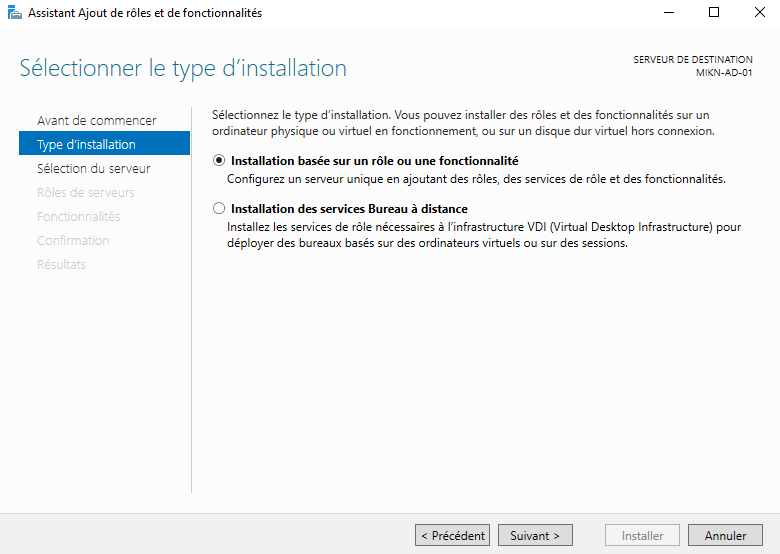 Assistant Ajout de rôles et de fonctionnalités
Sélectionner le type d’installation
SERVEUR DE DESTINATION
MIKN-AD-01
Avant de commencer
Type d’installation
Sélection du serveur
Rôles de serveurs
Fonctionnalités
Confirmation
Résultats
Sélectionnez le type d’installation. Vous pouvez installer des rôles et des fonctionnalités sur un
ordinateur physique ou virtuel en fonctionnement, ou sur un disque dur virtuel hors connexion.
Installation basée sur un rôle ou une fonctionnalité
Configurez un serveur unique en ajoutant des rôles, des services de rôle et des fonctionnalités.
Installation des services Bureau à distance
Installez les services de rôle nécessaires à l’infrastructure VDI (Virtual Desktop Infrastructure) pour
déployer des bureaux basés sur des ordinateurs virtuels ou sur des sessions.
< Précédent
Suivant >
Installer
Annuler